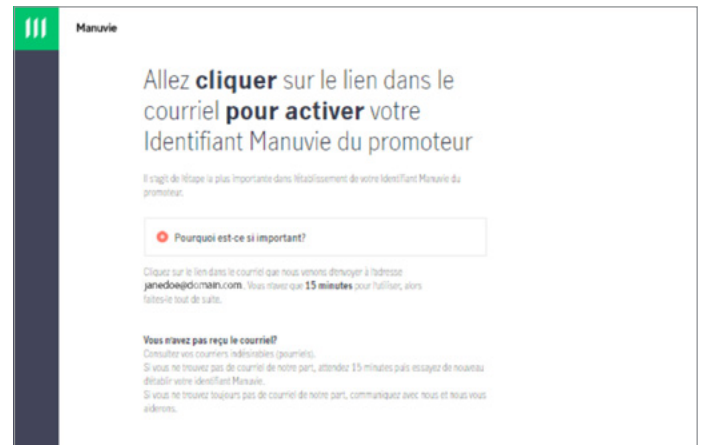 Manuvie
Allez cliquer sur le lien dans le
courriel pour activer votre
Identifiant Manuvie du promoteur
Il s'agit de l'étape la plus importante dans l'établissement de votre Identifiant Manuvie du
promoteur.
Pourquoi est-ce si important?
Cliquez sur le lien dans le courriel que nous venons d'envoyer à l'adresse
janedoe@domain.com. Vous n'avez que 15 minutes pour l'utiliser, alors
faites-le tout de suite.
Vous n'avez pas reçu le courriel?
Consultez vos courriers indésirables (pourriels).
Si vous ne trouvez pas de courriel de notre part, attendez 15 minutes puis essayez de nouveau
d'établir votre identifiant Manuvie.
Si vous ne trouvez toujours pas de courriel de notre part, communiquez avec nous et nous vous
aiderons.